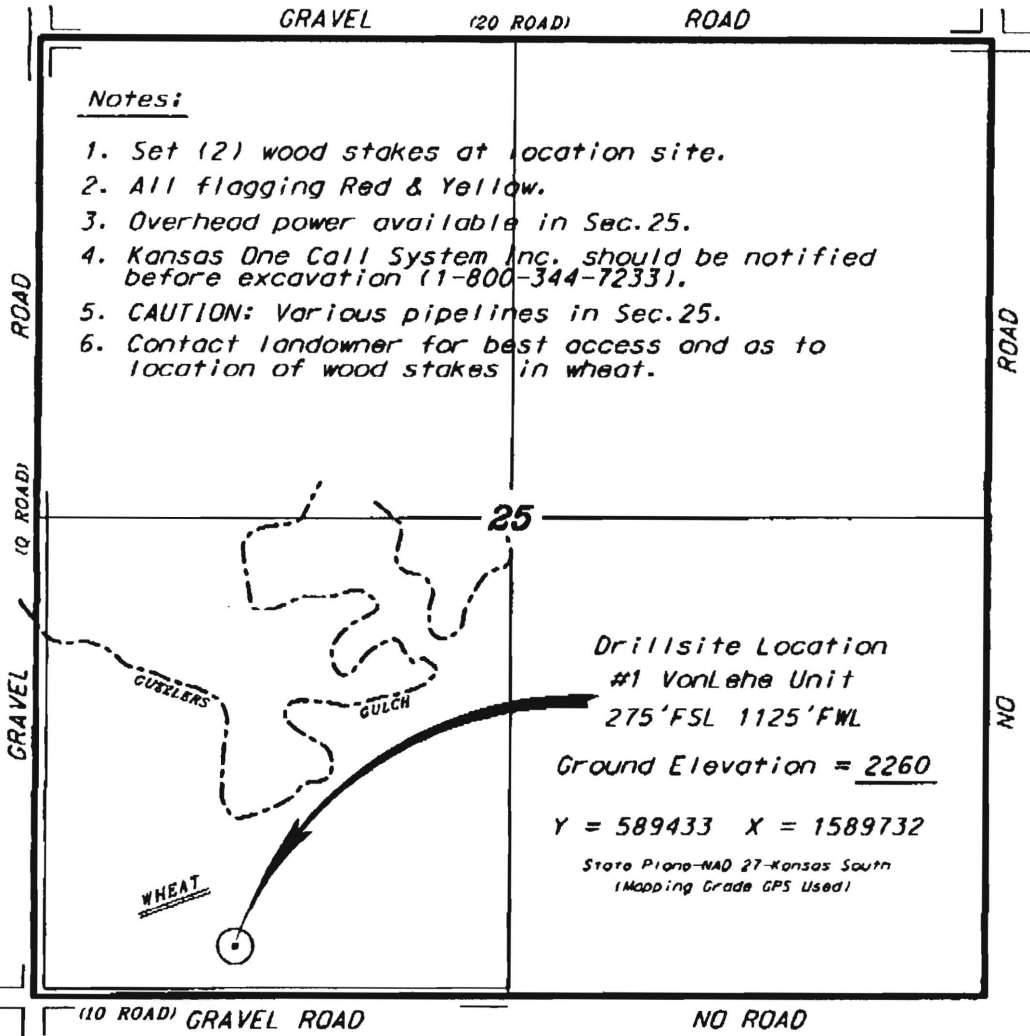 GRAVEL (20 ROAD) ROAD
Notes:
1. Set (2) wood stakes at location site.
2. All flagging Red & Yellow.
3. Overhead power available in Sec.25.
4. Kansas One Call System Inc. should be notified
before excavation (1-800-344-7233).
5. CAUTION: Various pipelines in Sec.25.
6. Contact landowner for best access and as to
location of wood stakes in wheat.
ROAD
(Q ROAD)
GRAVEL
ROAD
NO
25
GUZZLERS
GULCH
Drillsite Location
#1 VonLehe Unit
275'FSL 1125'FWL
Ground Elevation = 2260
Y = 589433 X = 1589732
State Plane-NAD 27-Kansas South
(Mapping Grade GPS Used)
WHEAT
(10 ROAD) GRAVEL ROAD
NO ROAD